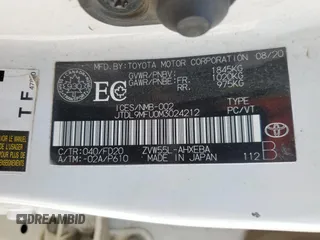 MFD. BY: TOYOTA MOTOR CORPORATION 08/20
GVWR/PNBV: 1845KG
GAWR/PNBE: FR. 1020KG
RR. 975KG
EC
ICES/NMB-002
TYPE
PC/VT
JTDL9MFU0M3024212
C/TR: 040/FD20 ZVW55L-AHXEBA
A/TM: -02A/P610 MADE IN JAPAN 112 B
TF
DREAMBID